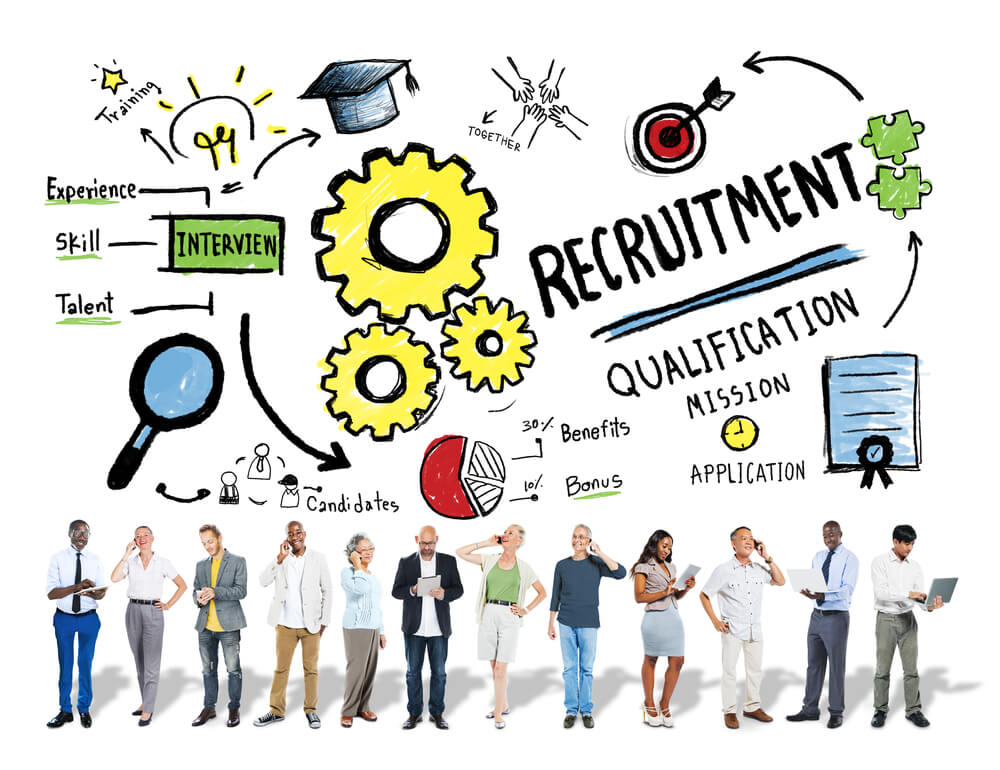 Training
TOGETHER
Experience
Skill
INTERVIEW
Talent
RECRUITMENT
QUALIFICATION
MISSION
APPLICATION
30% Benefits
10% Bonus
Candidates